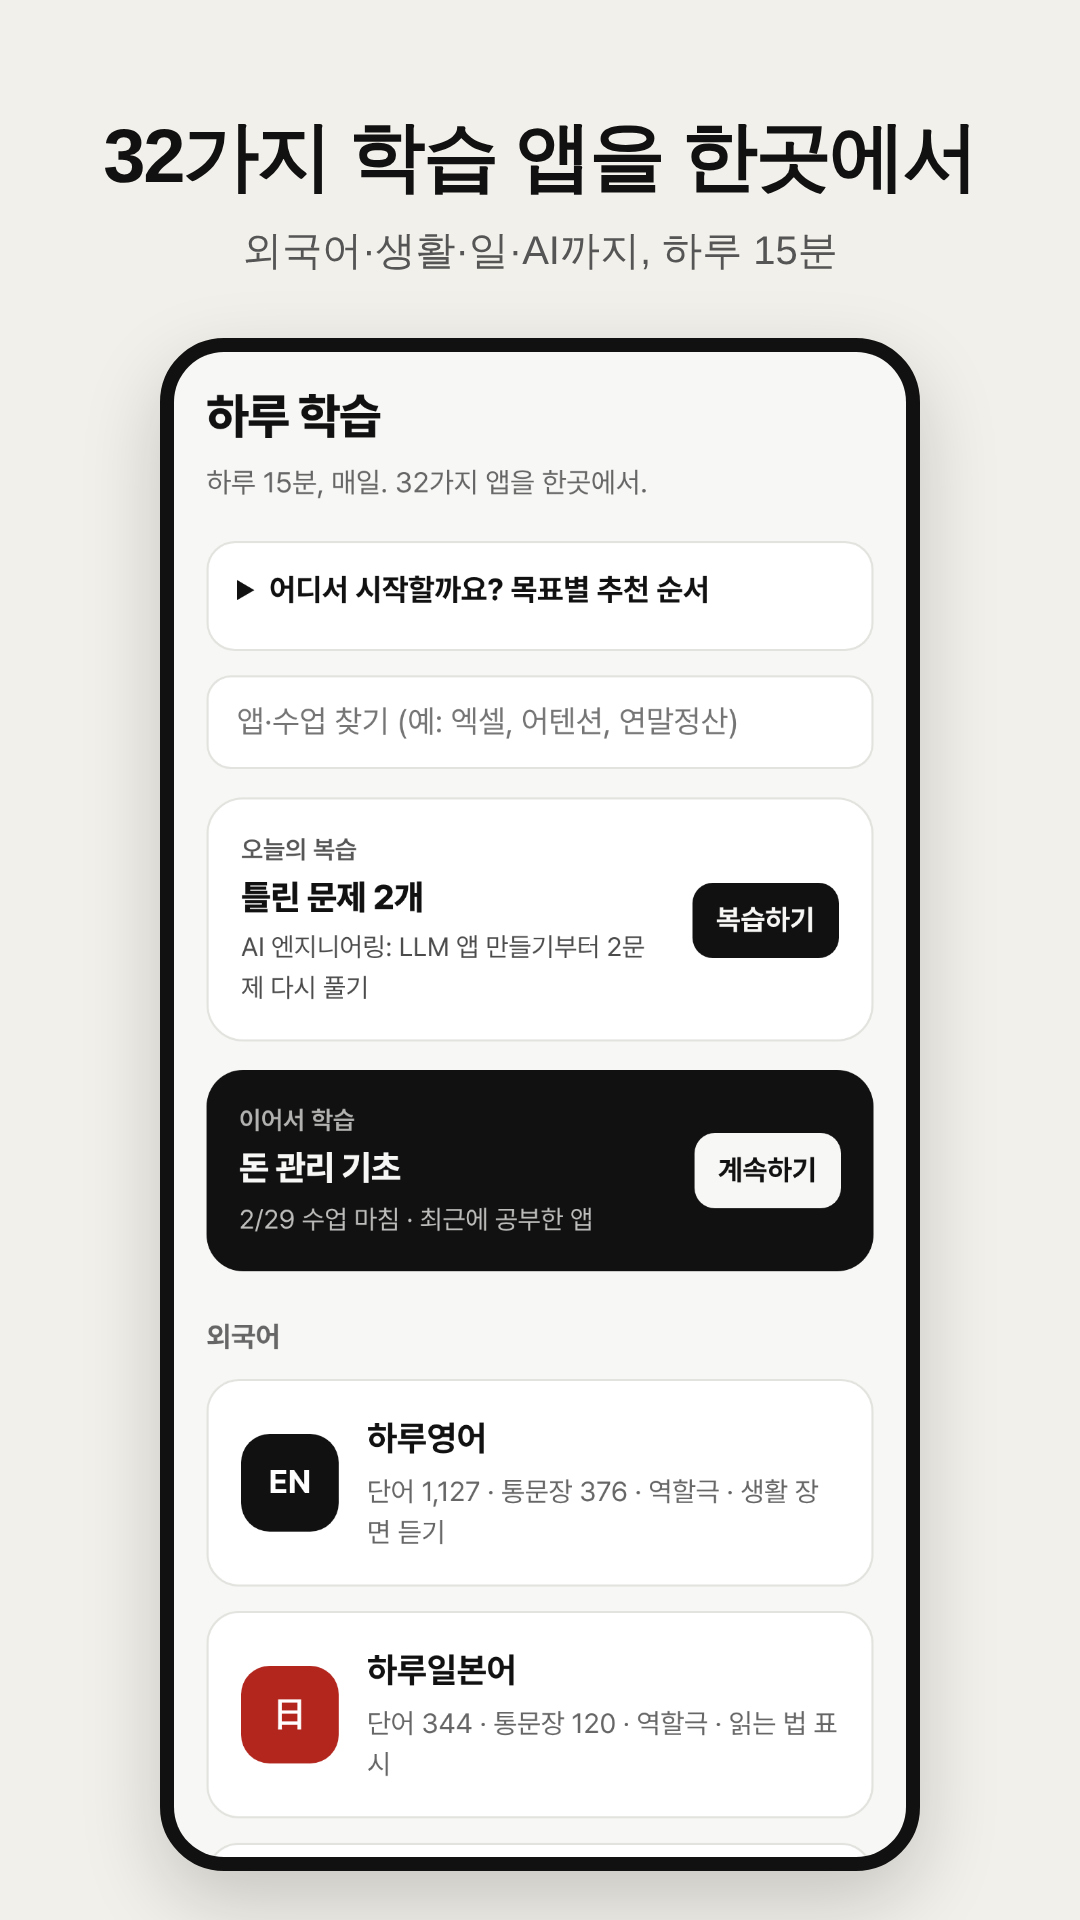 32가지 학습 앱을 한곳에서
외국어·생활·일·AI까지, 하루 15분
하루 학습
하루 15분, 매일. 32가지 앱을 한곳에서.
▶ 어디서 시작할까요? 목표별 추천 순서
앱·수업 찾기 (예: 엑셀, 어텐션, 연말정산)
오늘의 복습
틀린 문제 2개
AI 엔지니어링: LLM 앱 만들기부터 2문
제 다시 풀기
복습하기
이어서 학습
돈 관리 기초
2/29 수업 마침 · 최근에 공부한 앱
계속하기
외국어
EN
하루영어
단어 1,127 · 통문장 376 · 역할극 · 생활 장
면 듣기
日
하루일본어
단어 344 · 통문장 120 · 역할극 · 읽는 법 표
시